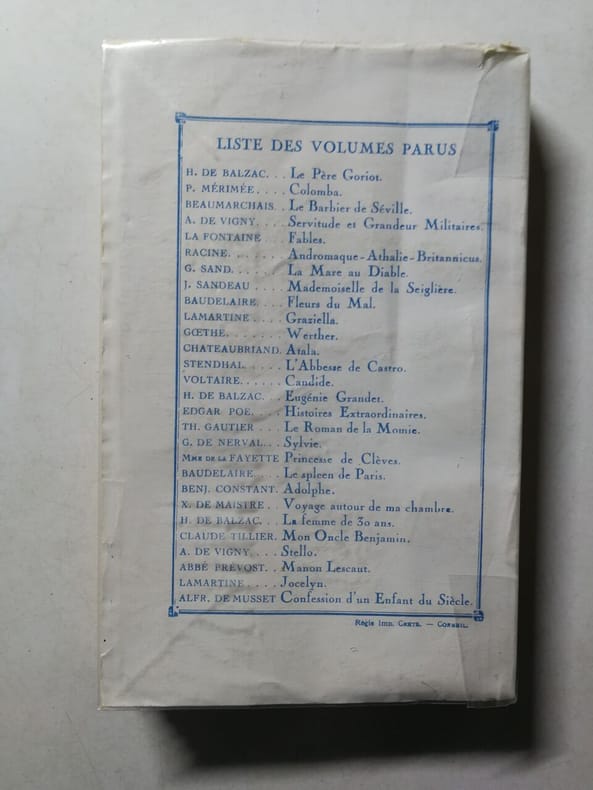 LISTE DES VOLUMES PARUS
H. DE BALZAC. . . Le Père Goriot.
P. MÉRIMÉE. . . . Colomba.
BEAUMARCHAIS. . Le Barbier de Séville.
A. DE VIGNY. . . . Servitude et Grandeur Militaires.
LA FONTAINE . . . Fables.
RACINE. . . . . . . Andromaque-Athalie-Britannicus.
G. SAND. . . . . . La Mare au Diable.
J. SANDEAU . . . . Mademoiselle de la Seiglière.
BAUDELAIRE. . . . Fleurs du Mal.
LAMARTINE . . . . Graziella.
GŒTHE. . . . . . . Werther.
CHATEAUBRIAND. Atala.
STENDHAL . . . . . L'Abbesse de Castro.
VOLTAIRE. . . . . . Candide.
H. DE BALZAC. . . Eugénie Grandet.
EDGAR POE. . . . . Histoires Extraordinaires.
TH. GAUTIER . . . Le Roman de la Momie.
G. DE NERVAL. . . Sylvie.
MME DE LA FAYETTE Princesse de Clèves.
BAUDELAIRE. . . . Le spleen de Paris.
BENJ. CONSTANT. Adolphe.
X. DE MAISTRE . . Voyage autour de ma chambre.
H. DE BALZAC. . . La femme de 30 ans.
CLAUDE TILLIER. Mon Oncle Benjamin.
A. DE VIGNY. . . . Stello.
ABBÉ PRÉVOST. . . Manon Lescaut.
LAMARTINE . . . . Jocelyn.
ALFR. DE MUSSET Confession d'un Enfant du Siècle.
Régie Imp. CRETE. — CORBEIL.